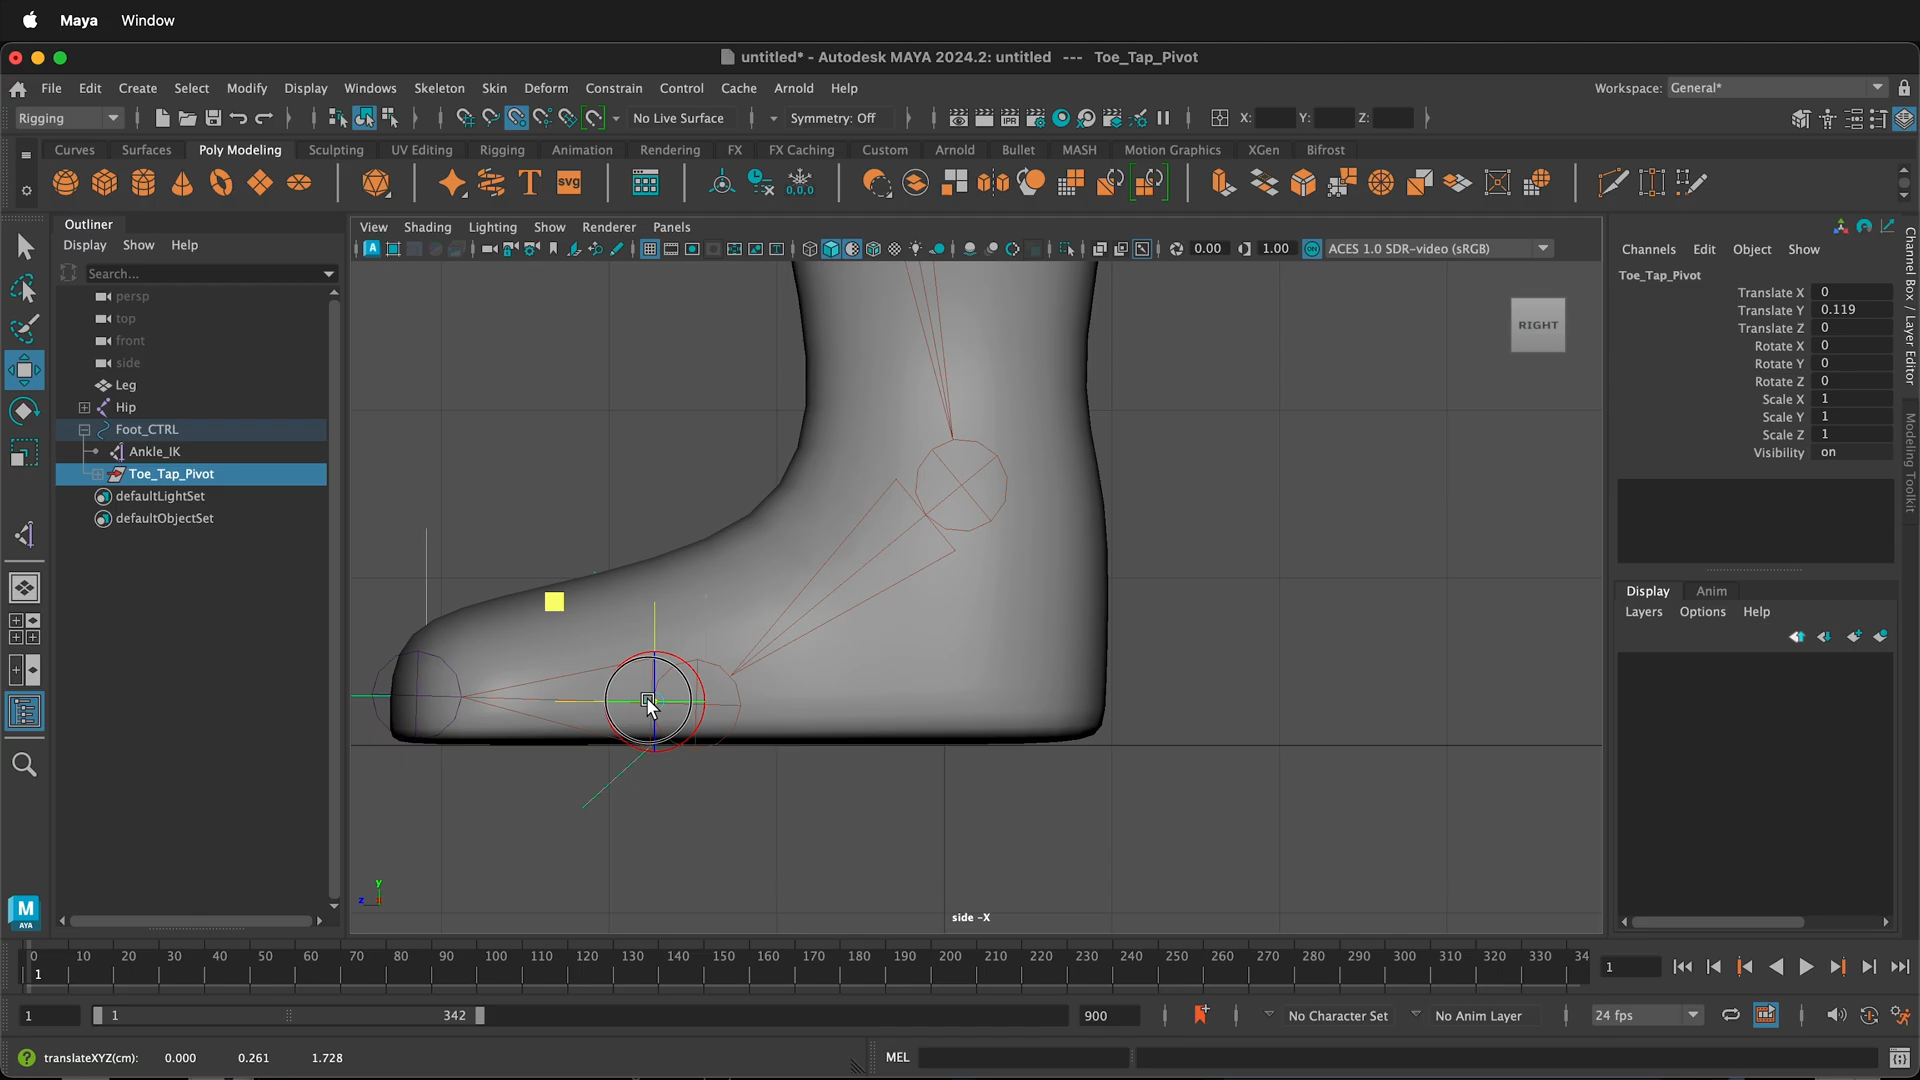 Maya Window
untitled* - Autodesk MAYA 2024.2: untitled --- Toe_Tap_Pivot
File Edit Create Select Modify Display Windows Skeleton Skin Deform Constrain Control Cache Arnold Help
Workspace: General*
Rigging No Live Surface Symmetry: Off X: Y: Z:
Curves Surfaces Poly Modeling Sculpting UV Editing Rigging Animation Rendering FX FX Caching Custom Arnold Bullet MASH Motion Graphics XGen Bifrost
T svg 0,0,0
Outliner
Display Show Help
Search...
persp
top
front
side
Leg
Hip
Foot_CTRL
Ankle_IK
Toe_Tap_Pivot
defaultLightSet
defaultObjectSet
View Shading Lighting Show Renderer Panels
0.00 1.00 ON ACES 1.0 SDR-video (sRGB)
RIGHT
y
z
side -X
Channels Edit Object Show
Toe_Tap_Pivot
Translate X 0
Translate Y 0.119
Translate Z 0
Rotate X 0
Rotate Y 0
Rotate Z 0
Scale X 1
Scale Y 1
Scale Z 1
Visibility on
Channel Box / Layer Editor
Modeling Toolkit
Display Anim
Layers Options Help
M
AYA
0 10 20 30 40 50 60 70 80 90 100 110 120 130 140 150 160 170 180 190 200 210 220 230 240 250 260 270 280 290 300 310 320 330 34
1
1
1 1 342 900 No Character Set No Anim Layer 24 fps
translateXYZ(cm): 0.000 0.261 1.728
MEL